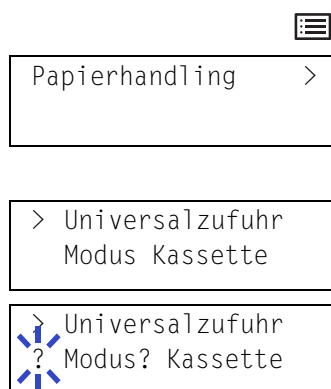 Papierhandling >
> Universalzufuhr
Modus Kassette
> Universalzufuhr
? Modus? Kassette